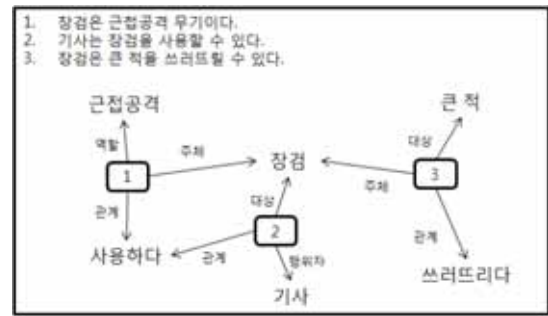 1. 장검은 근접공격 무기이다.
2. 기사는 장검을 사용할 수 있다.
3. 장검은 큰 적을 쓰러뜨릴 수 있다.
근접공격
큰 적
역할
주체
장검
대상
1
3
대상
주체
관계
2
사용하다
관계
행위자
관계
쓰러뜨리다
기사